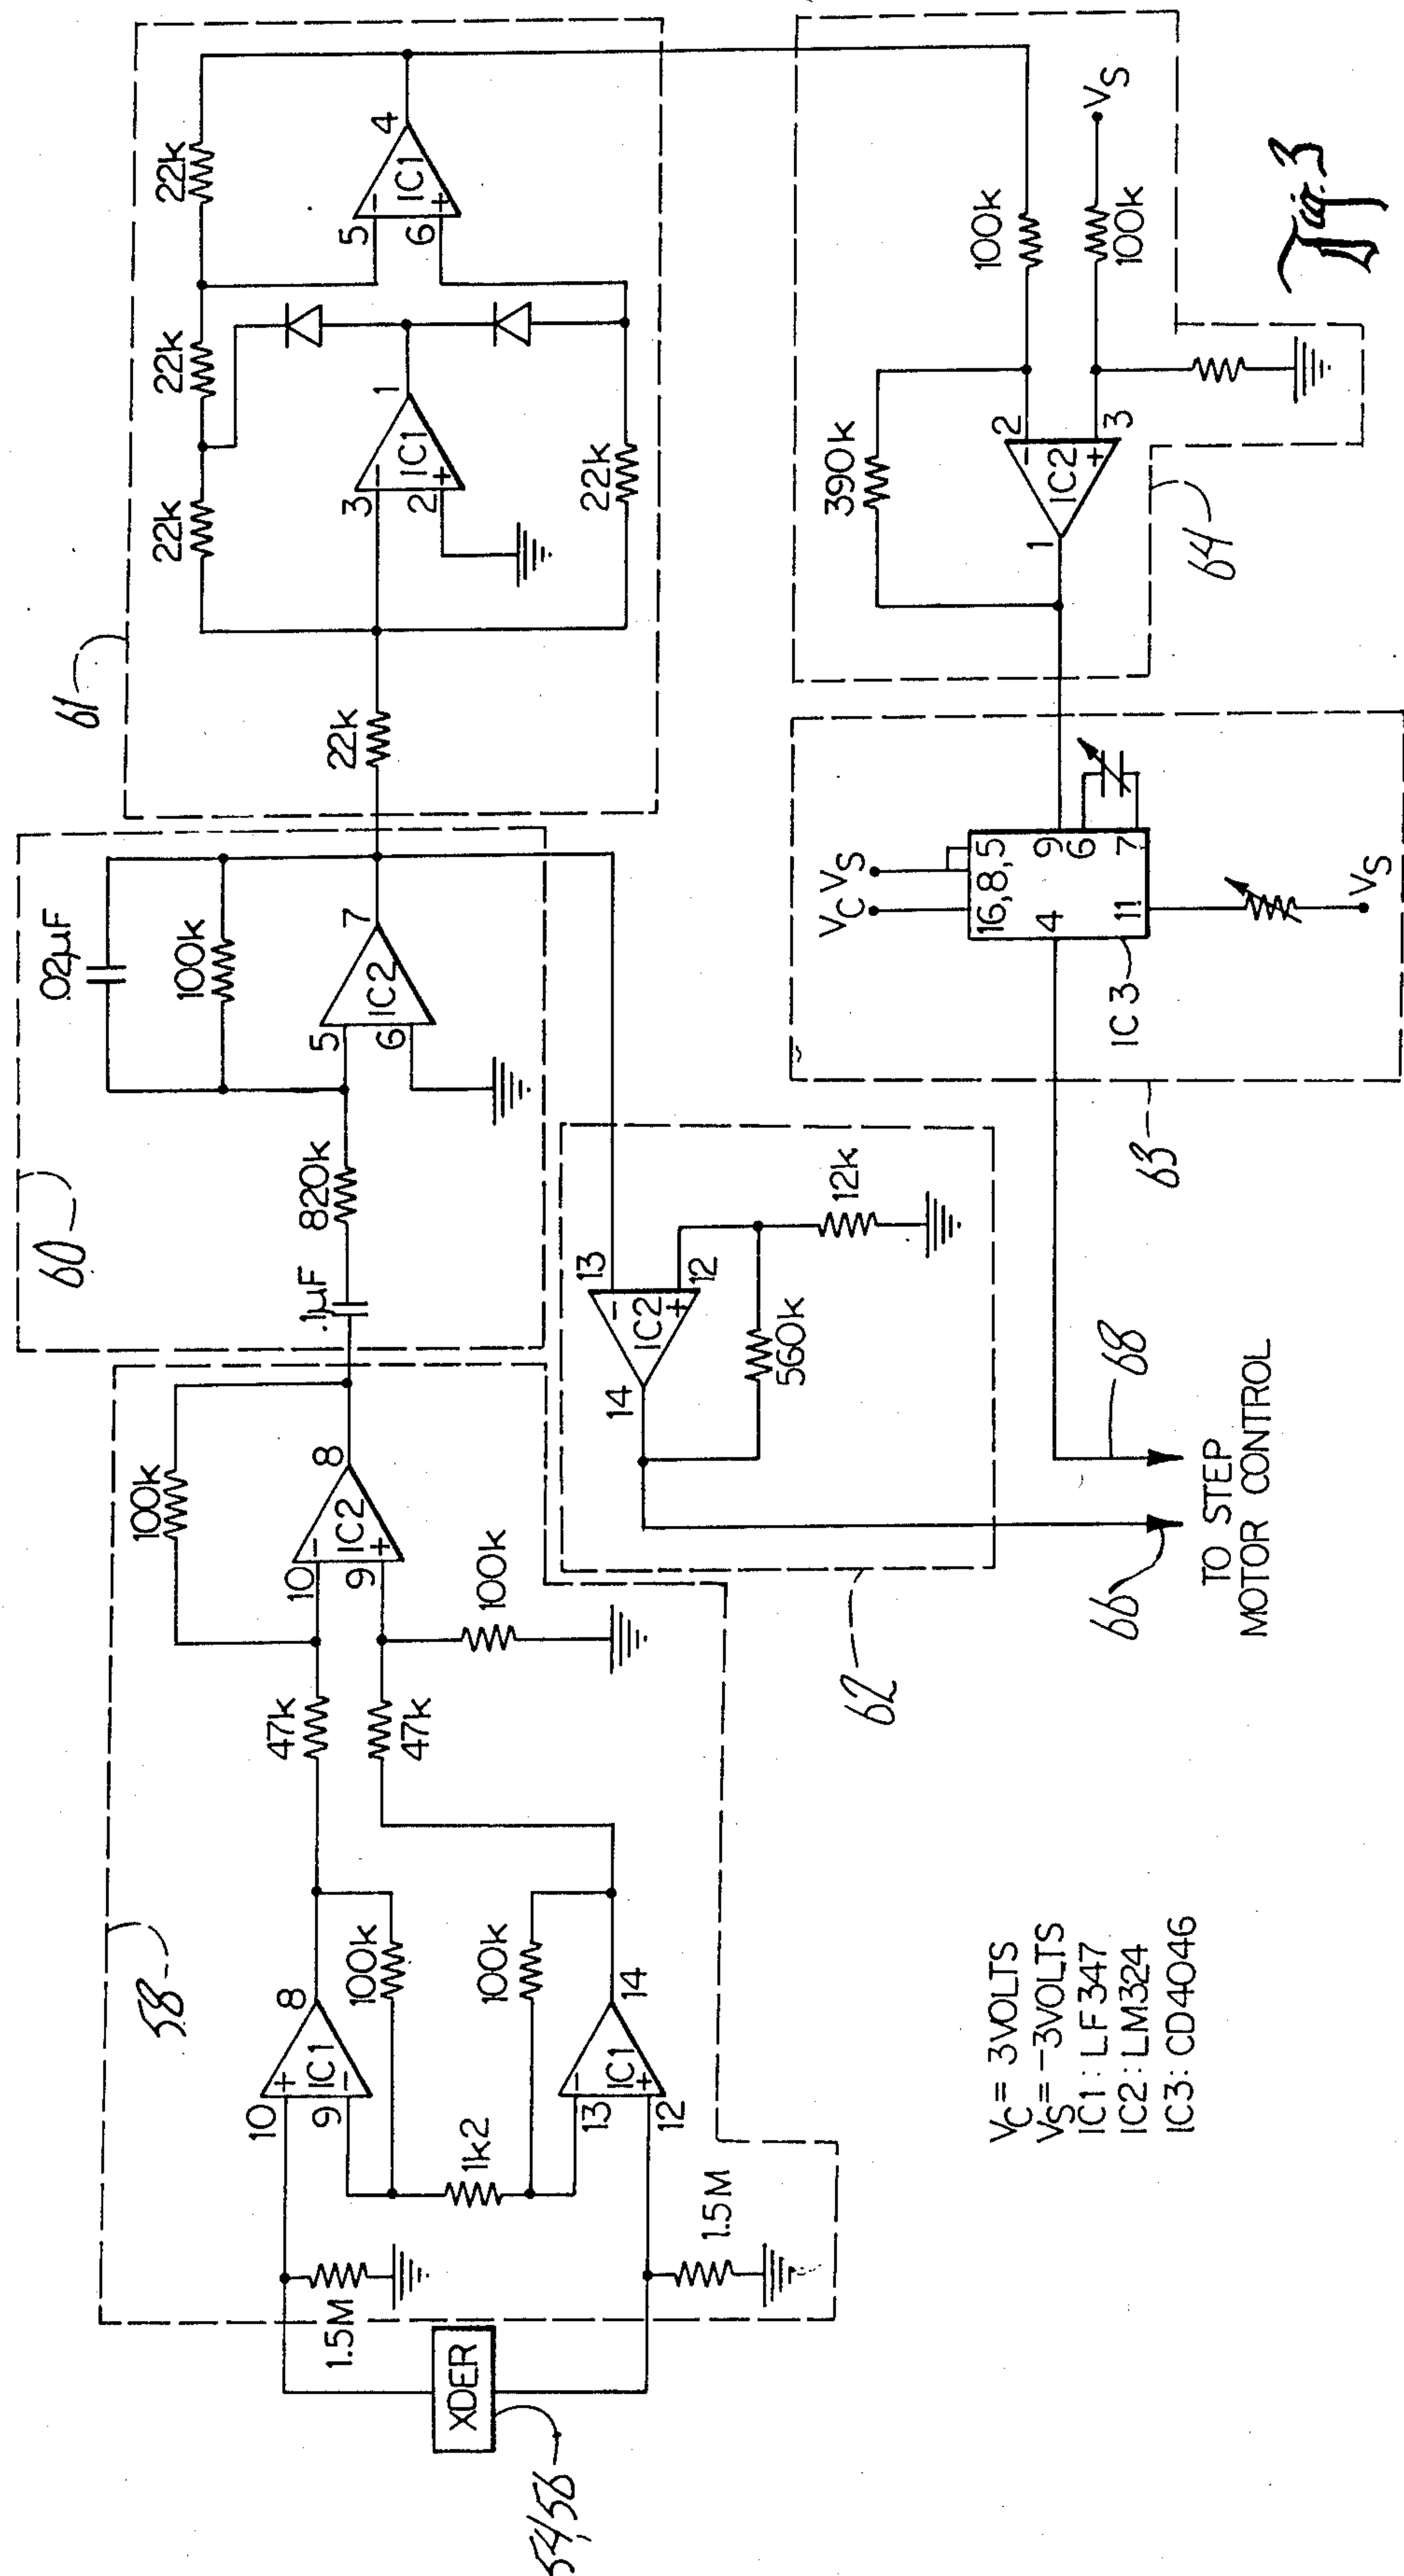 58
XDER
54,56
1.5M
1.5M
10
9
+
-
IC1
8
100k
1k2
100k
13
12
-
+
IC1
14
47k
47k
10
9
-
+
IC2
8
100k
100k
60
.1µF
820k
.02µF
100k
5
6
IC2
7
61
22k
22k
22k
22k
22k
3
2
-
+
IC1
1
5
6
-
+
IC1
4
62
13
12
-
+
IC2
14
560k
12k
63
VC
VS
16,8,5
4
9
6
7
11
IC3
VS
64
390k
100k
100k
VS
2
3
-
+
IC2
1
66
68
TO STEP
MOTOR CONTROL
VC = 3VOLTS
VS = -3VOLTS
IC1: LF347
IC2: LM324
IC3: CD4046
Fig. 3